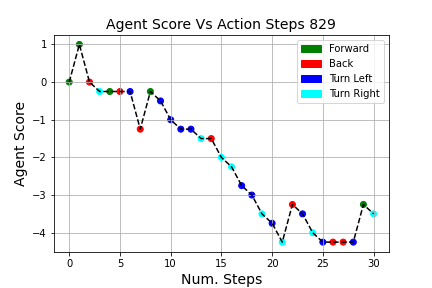 Agent Score Vs Action Steps 829
Forward
Back
Turn Left
Turn Right
Agent Score
1
0
−1
−2
−3
−4
0 5 10 15 20 25 30
Num. Steps